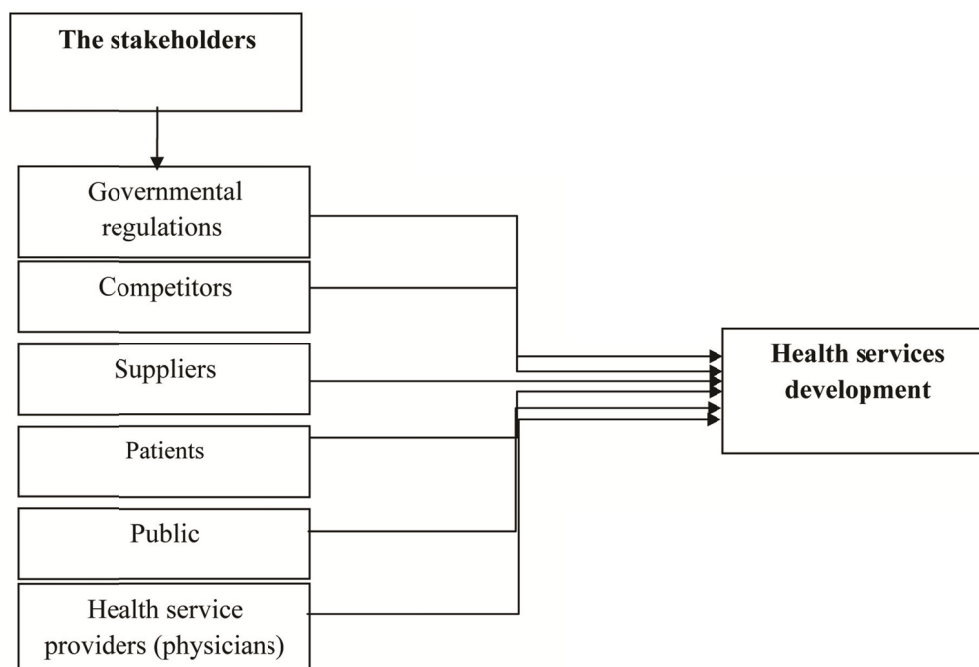 The stakeholders
Governmental
regulations
Competitors
Suppliers
Patients
Public
Health service
providers (physicians)
Health services
development